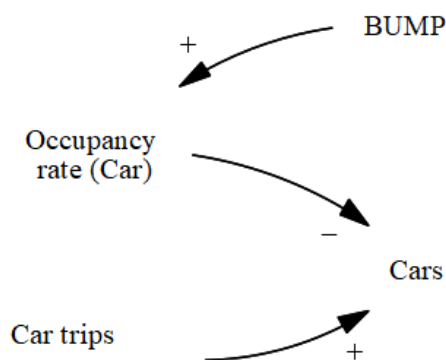 BUMP
+
Occupancy
rate (Car)
−
Cars
Car trips
+